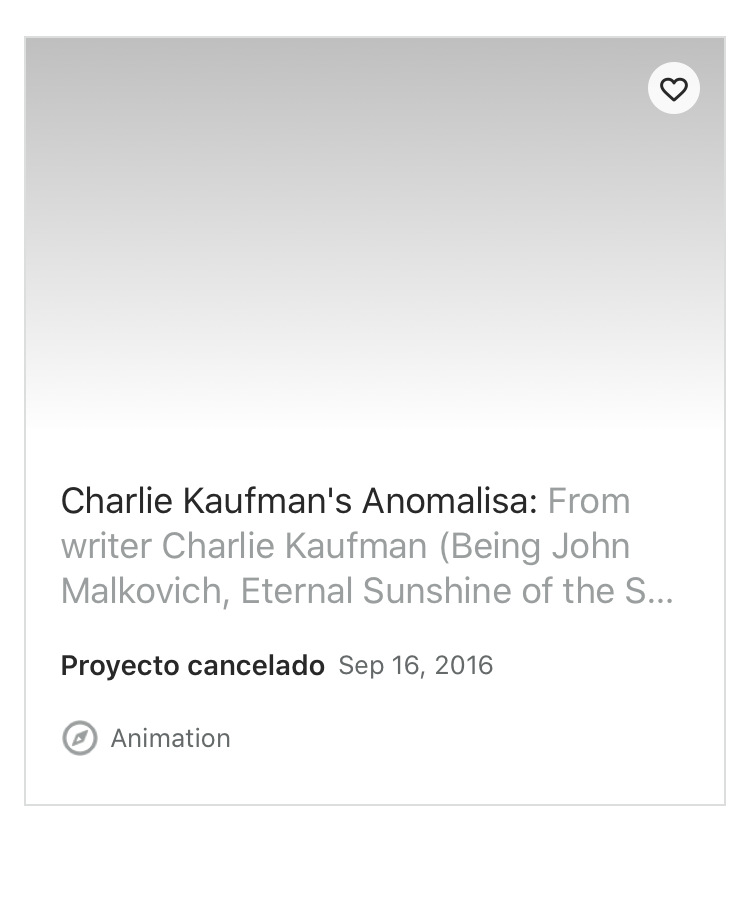 Charlie Kaufman's Anomalisa: From
writer Charlie Kaufman (Being John
Malkovich, Eternal Sunshine of the S...
Proyecto cancelado Sep 16, 2016
Animation